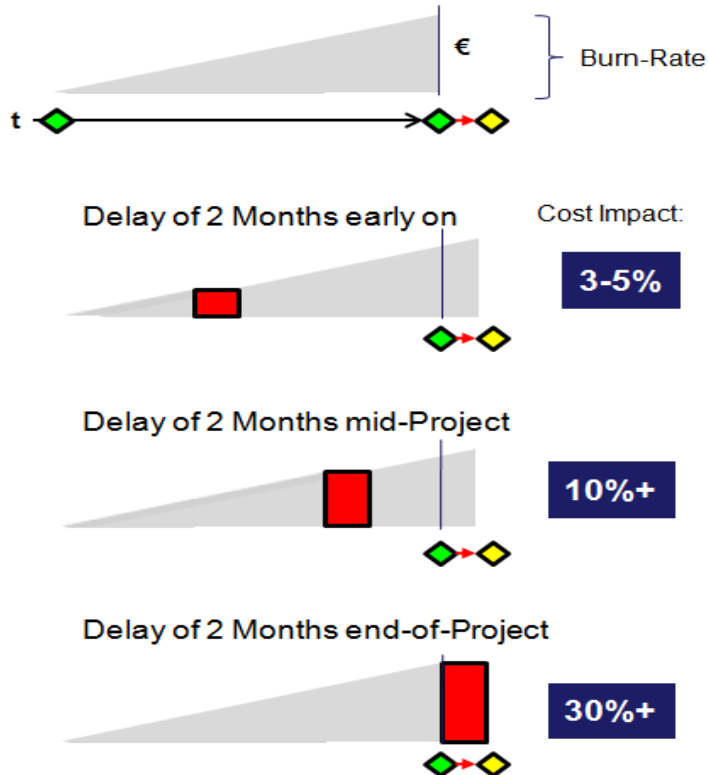 €
Burn-Rate
t
Delay of 2 Months early on
Cost Impact:
3-5%
Delay of 2 Months mid-Project
10%+
Delay of 2 Months end-of-Project
30%+